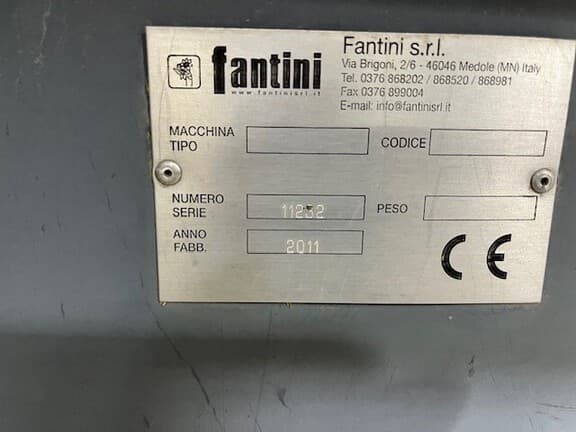 fantini
www.fantinisrl.it
Fantini s.r.l.
Via Brigoni, 2/6 - 46046 Medole (MN) Italy
Tel. 0376 868202 / 868520 / 868981
Fax 0376 899004
E-mail: info@fantinisrl.it
MACCHINA
TIPO
CODICE
NUMERO
SERIE
11232
PESO
ANNO
FABB.
2011
CE